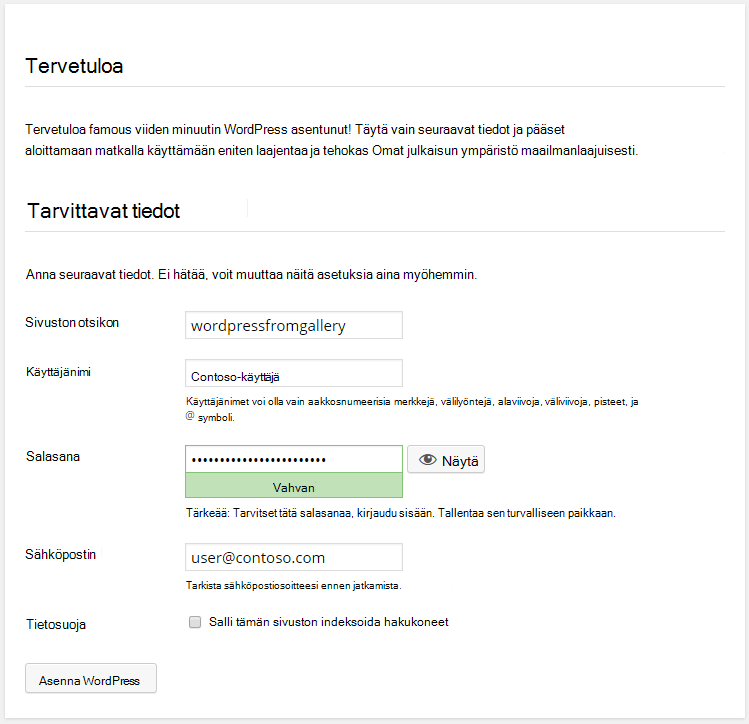 Tervetuloa
Tervetuloa famous viiden minuutin WordPress asentunut! Täytä vain seuraavat tiedot ja pääset
aloittamaan matkalla käyttämään eniten laajentaa ja tehokas Omat julkaisun ympäristö maailmanlaajuisesti.
Tarvittavat tiedot
Anna seuraavat tiedot. Ei hätää, voit muuttaa näitä asetuksia aina myöhemmin.
Sivuston otsikon wordpressfromgallery
Käyttäjänimi Contoso-käyttäjä
Käyttäjänimet voi olla vain aakkosnumeerisia merkkejä, välilyöntejä, alaviivoja, väliviivoja, pisteet, ja
@ symboli.
Salasana •••••••••••••••••••••••• Näytä
Vahvan
Tärkeää: Tarvitset tätä salasanaa, kirjaudu sisään. Tallentaa sen turvalliseen paikkaan.
Sähköpostin user@contoso.com
Tarkista sähköpostiosoitteesi ennen jatkamista.
Tietosuoja Salli tämän sivuston indeksoida hakukoneet
Asenna WordPress